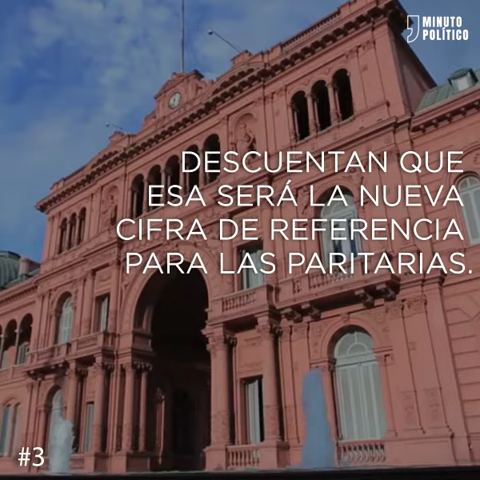 MINUTO
POLÍTICO
DESCUENTAN QUE
ESA SERÁ LA NUEVA
CIFRA DE REFERENCIA
PARA LAS PARITARIAS.
#3